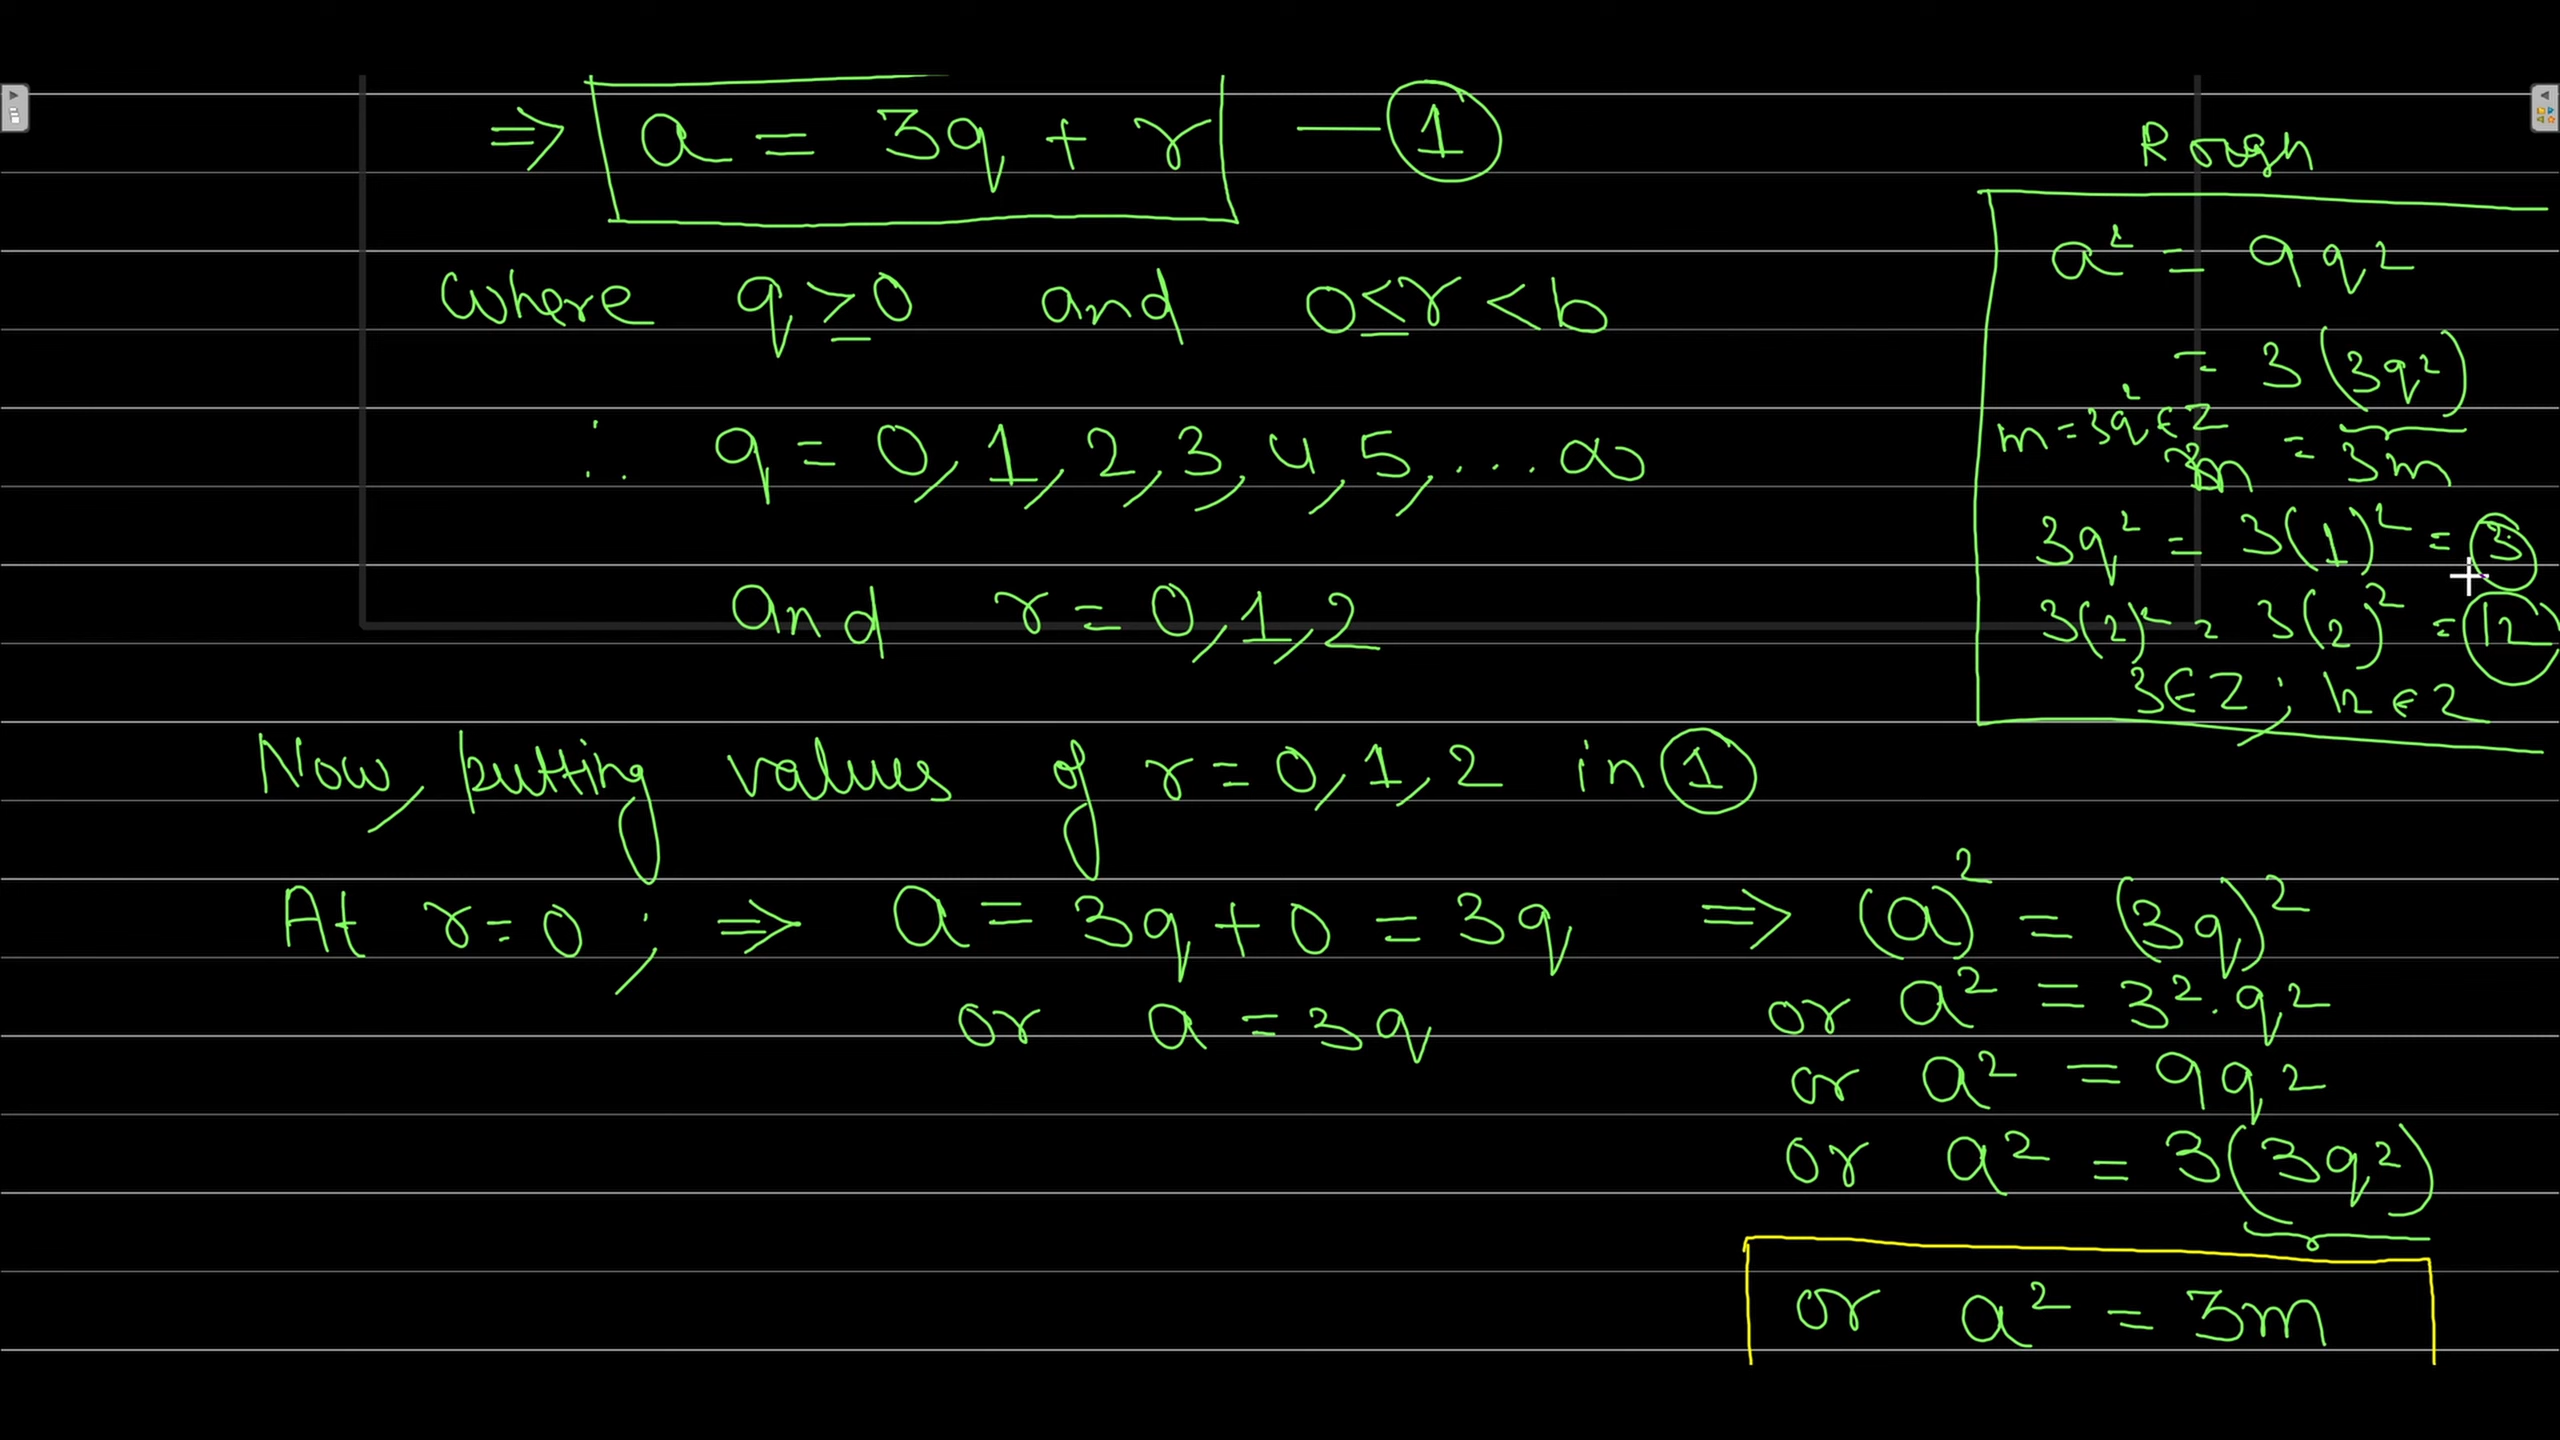 ⇒ a = 3q + r — ①
where q ≥ 0 and 0 ≤ r < b
∴ q = 0, 1, 2, 3, 4, 5, .... ∞
and r = 0, 1, 2
Now, putting values of r = 0, 1, 2 in ①
At r = 0 ; ⇒ a = 3q + 0 = 3q ⇒ (a)² = (3q)²
or a = 3q
or a² = 3² · q²
or a² = 9q²
or a² = 3(3q²)
or a² = 3m
Rough
a² = 9q²
= 3(3q²)
m = 3q² ∈ Z
= 3m
3q² = 3(1)² = 3
3(2)² = 3(2)² = 12
3 ∈ Z ; 12 ∈ Z